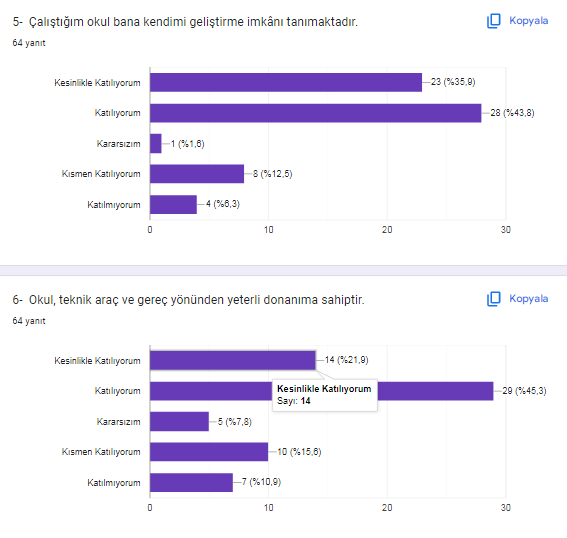 5- Çalıştığım okul bana kendimi geliştirme imkânı tanımaktadır.
Kopyala
64 yanıt
Kesinlikle Katılıyorum
23 (%35,9)
Katılıyorum
28 (%43,8)
Kararsızım
1 (%1,6)
Kısmen Katılıyorum
8 (%12,5)
Katılmıyorum
4 (%6,3)
0 10 20 30
6- Okul, teknik araç ve gereç yönünden yeterli donanıma sahiptir.
Kopyala
64 yanıt
Kesinlikle Katılıyorum
14 (%21,9)
Katılıyorum
29 (%45,3)
Kesinlikle Katılıyorum
Sayı: 14
Kararsızım
5 (%7,8)
Kısmen Katılıyorum
10 (%15,6)
Katılmıyorum
7 (%10,9)
0 10 20 30